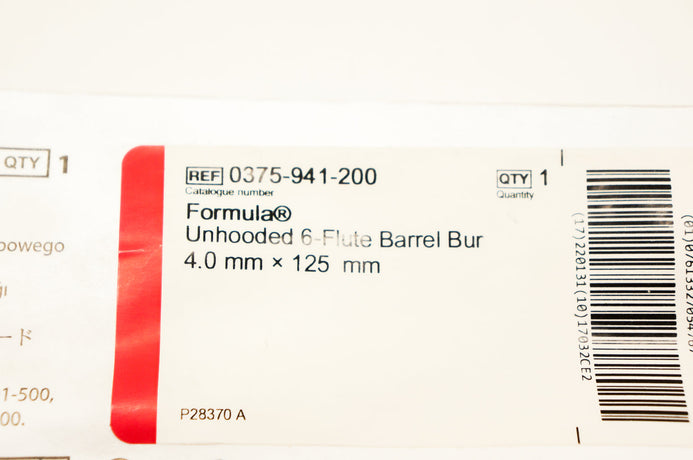 QTY 1
powego
ード
1-500,
00.
REF 0375-941-200
Catalogue number
QTY 1
Quantity
Formula®
Unhooded 6-Flute Barrel Bur
4.0 mm × 125 mm
P28370 A
(17)220131(10)17032CE2